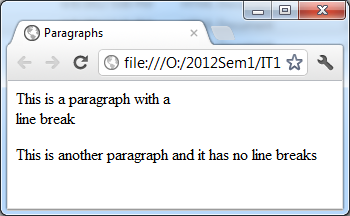 Paragraphs
file:///O:/2012Sem1/IT1
This is a paragraph with a
line break
This is another paragraph and it has no line breaks